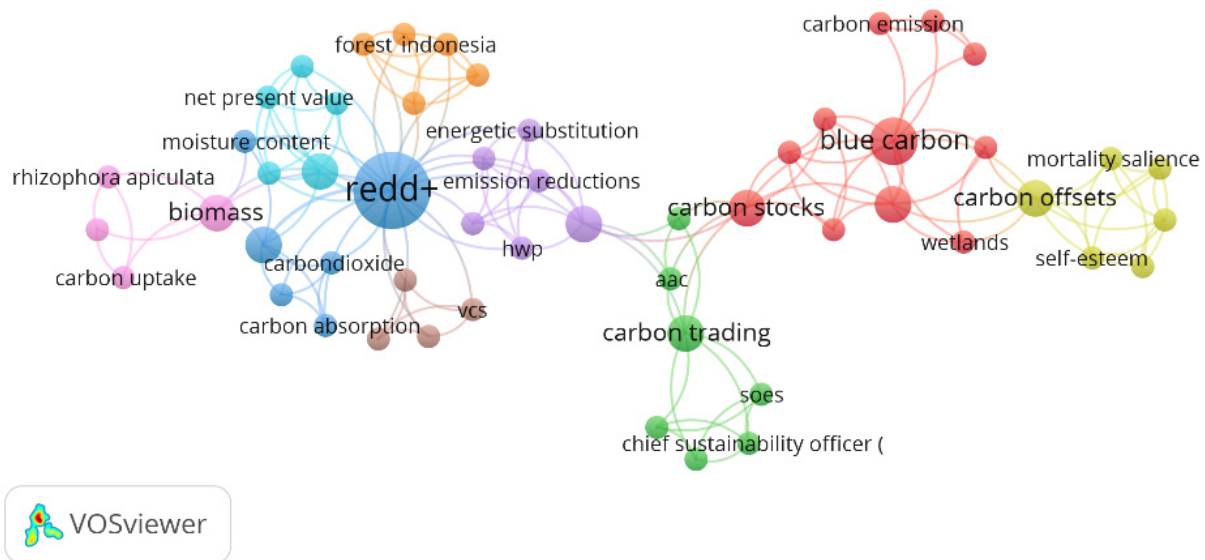 carbon emission
forest indonesia
net present value
energetic substitution
moisture content
blue carbon
mortality salience
rhizophora apiculata
redd+
emission reductions
biomass
carbon stocks
carbon offsets
hwp
wetlands
self-esteem
carbondioxide
carbon uptake
aac
vcs
carbon absorption
carbon trading
soes
chief sustainability officer (
VOSviewer